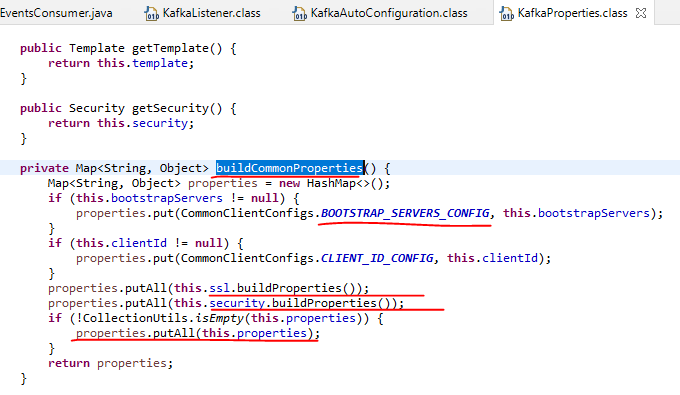 EventsConsumer.java KafkaListener.class KafkaAutoConfiguration.class KafkaProperties.class
public Template getTemplate() {
return this.template;
}
public Security getSecurity() {
return this.security;
}
private Map<String, Object> buildCommonProperties() {
Map<String, Object> properties = new HashMap<>();
if (this.bootstrapServers != null) {
properties.put(CommonClientConfigs.BOOTSTRAP_SERVERS_CONFIG, this.bootstrapServers);
}
if (this.clientId != null) {
properties.put(CommonClientConfigs.CLIENT_ID_CONFIG, this.clientId);
}
properties.putAll(this.ssl.buildProperties());
properties.putAll(this.security.buildProperties());
if (!CollectionUtils.isEmpty(this.properties)) {
properties.putAll(this.properties);
}
return properties;
}